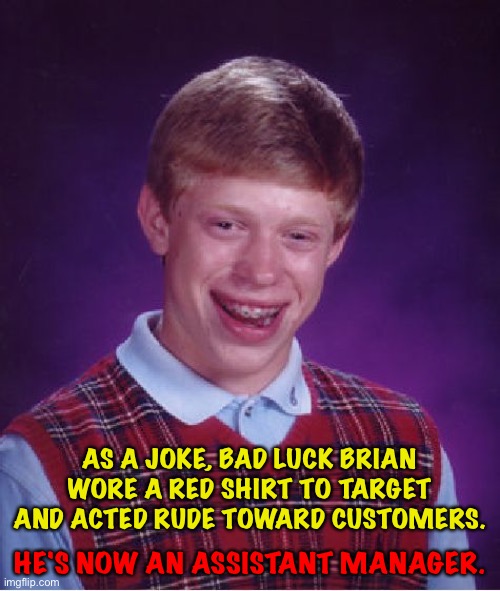 AS A JOKE, BAD LUCK BRIAN
WORE A RED SHIRT TO TARGET
AND ACTED RUDE TOWARD CUSTOMERS.
HE'S NOW AN ASSISTANT MANAGER.
imgflip.com